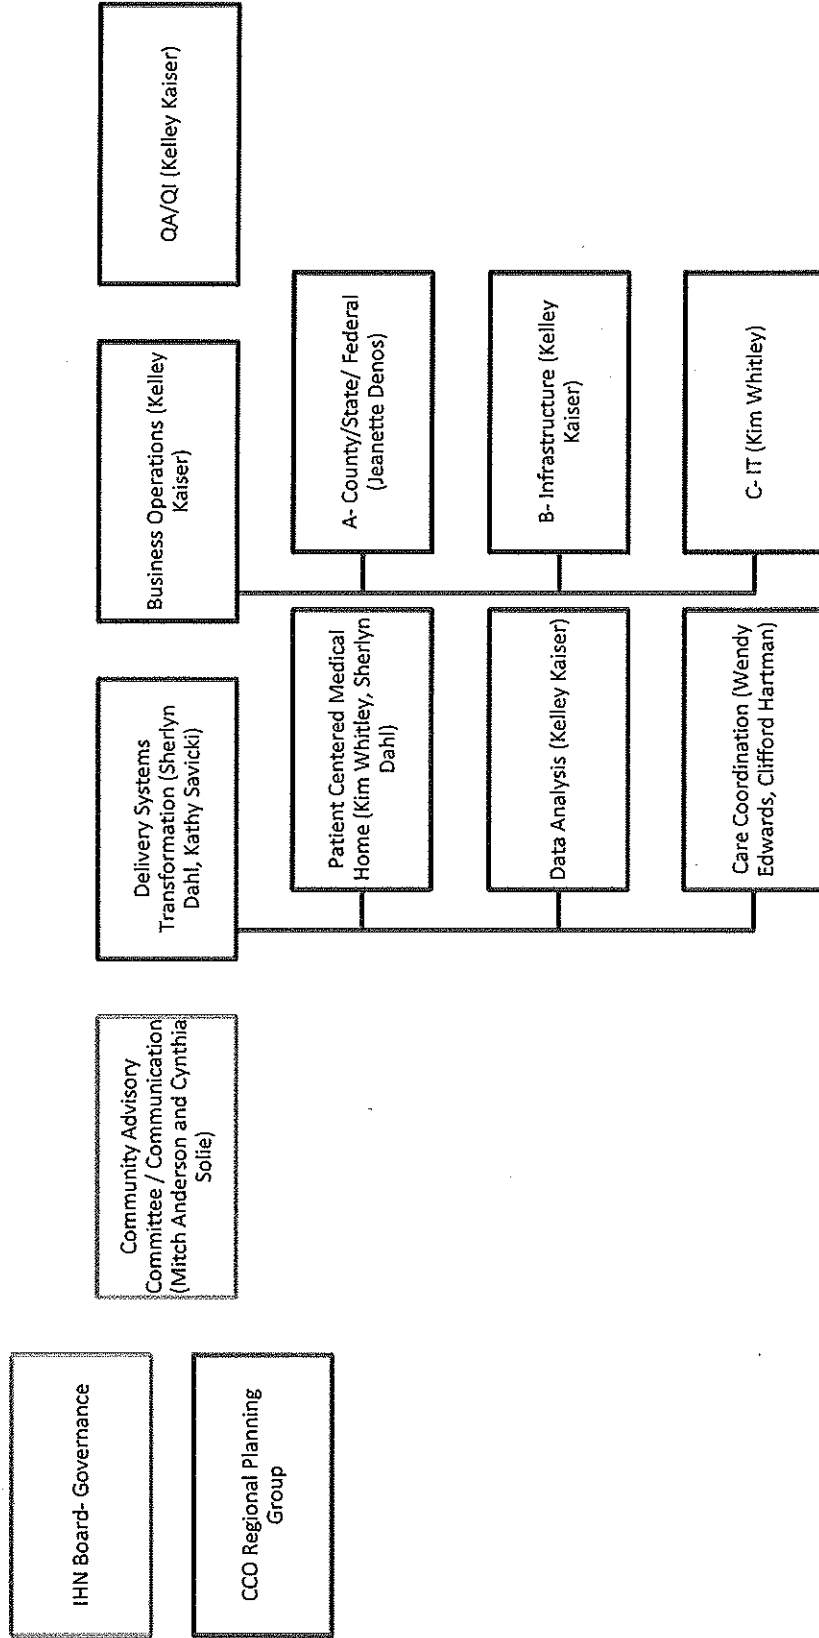 IHN Board- Governance
CCO Regional Planning
Group
Community Advisory
Committee / Communication
(Mitch Anderson and Cynthia
Solie)
Delivery Systems
Transformation (Sherlyn
Dahl, Kathy Savicki)
Patient Centered Medical
Home (Kim Whitley, Sherlyn
Dahl)
Data Analysis (Kelley Kaiser)
Care Coordination (Wendy
Edwards, Clifford Hartman)
Business Operations (Kelley
Kaiser)
A- County/State/ Federal
(Jeanette Denos)
B- Infrastructure (Kelley
Kaiser)
C- IT (Kim Whitley)
QA/QI (Kelley Kaiser)